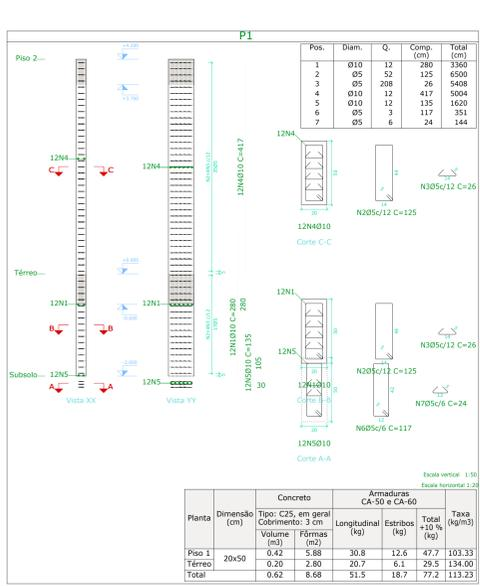 P1
Pos. Diam. Q. Comp. (cm) Total (cm)
1 Ø10 12 280 3360
2 Ø5 52 125 6500
3 Ø5 208 26 5408
4 Ø10 12 417 5004
5 Ø10 12 135 1620
6 Ø5 3 117 351
7 Ø5 6 24 144
Piso 2
12N4
C C
12N4
12N4Ø10 C=417
Térreo
12N1
12N1
B B
12N1Ø10 C=280
280
Subsolo
12N5
12N5
A A
12N5Ø10 C=135
105
30
Vista XX
Vista YY
12N4
20
14
N2Ø5c/12 C=125
N3Ø5c/12 C=26
12N4Ø10
Corte C-C
12N1
20
14
N2Ø5c/12 C=125
N3Ø5c/12 C=26
12N1Ø10
Corte B-B
12N5
20
12
N6Ø5c/6 C=117
N7Ø5c/6 C=24
12N5Ø10
Corte A-A
Escala vertical 1:50
Escala horizontal 1:20
Planta
Dimensão (cm)
Concreto
Armaduras
CA-50 e CA-60
Taxa (kg/m3)
Tipo: C25, em geral
Cobrimento: 3 cm
Longitudinal (kg)
Estribos (kg)
Total +10 % (kg)
Volume (m3)
Fôrmas (m2)
Piso 1 20x50 0.42 5.88 30.8 12.6 47.7 103.33
Térreo 0.20 2.80 20.7 6.1 29.5 134.00
Total 0.62 8.68 51.5 18.7 77.2 113.23